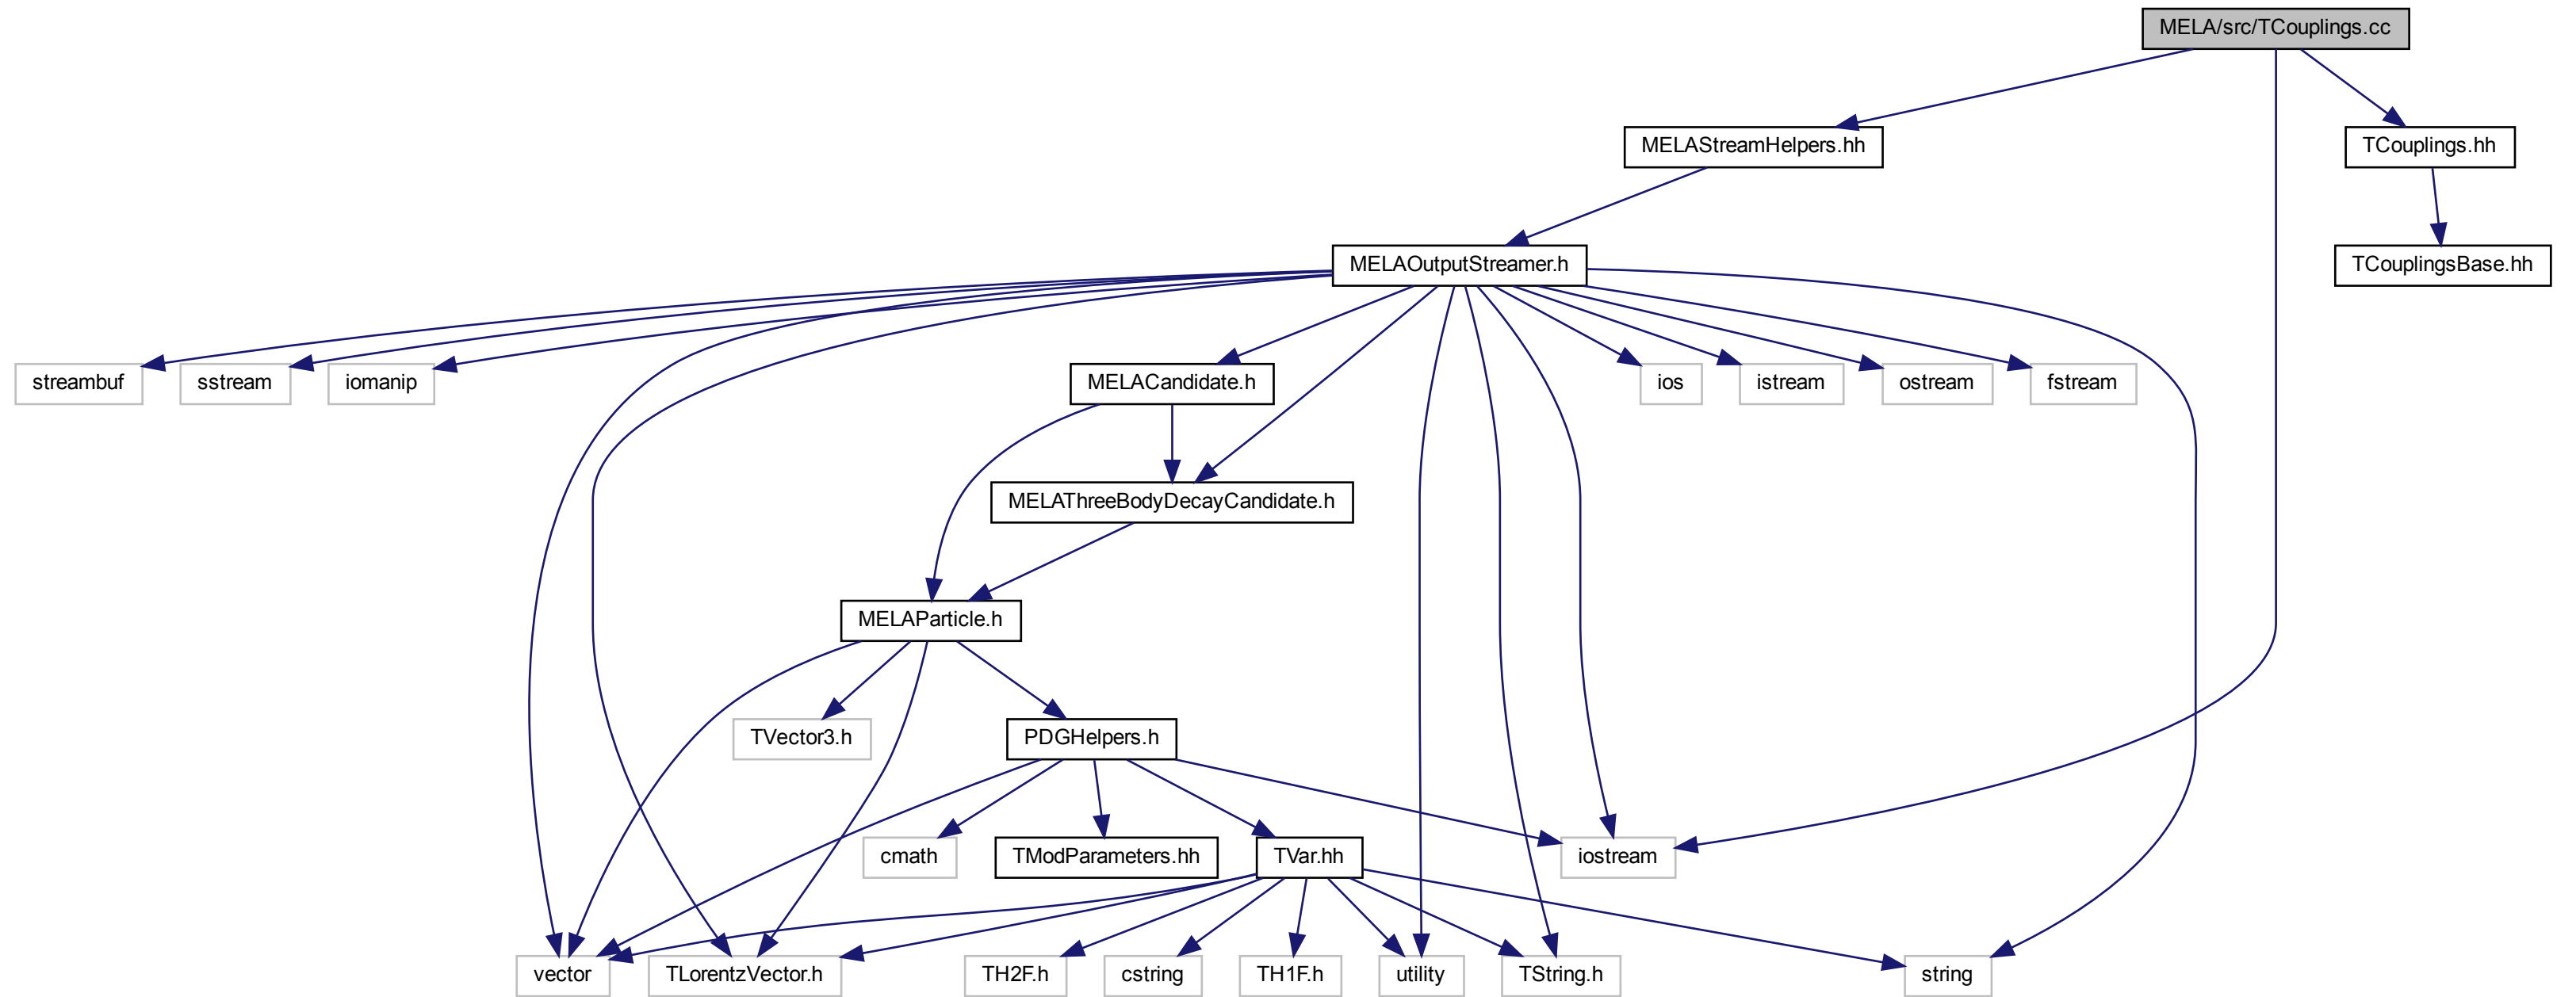 MELA/src/TCouplings.cc
MELAStreamHelpers.hh
TCouplings.hh
MELAOutputStreamer.h
TCouplingsBase.hh
streambuf
sstream
iomanip
MELACandidate.h
ios
istream
ostream
fstream
MELAThreeBodyDecayCandidate.h
MELAParticle.h
TVector3.h
PDGHelpers.h
cmath
TModParameters.hh
TVar.hh
iostream
vector
TLorentzVector.h
TH2F.h
cstring
TH1F.h
utility
TString.h
string